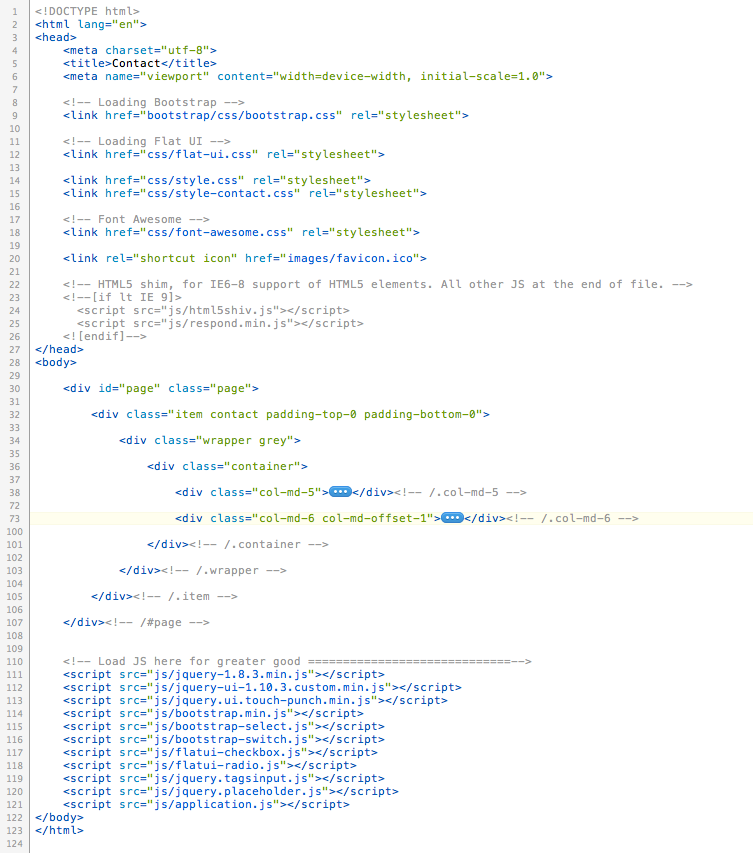 1 <!DOCTYPE html>
2 <html lang="en">
3 <head>
4     <meta charset="utf-8">
5     <title>Contact</title>
6     <meta name="viewport" content="width=device-width, initial-scale=1.0">
7
8     <!-- Loading Bootstrap -->
9     <link href="bootstrap/css/bootstrap.css" rel="stylesheet">
10
11     <!-- Loading Flat UI -->
12     <link href="css/flat-ui.css" rel="stylesheet">
13
14     <link href="css/style.css" rel="stylesheet">
15     <link href="css/style-contact.css" rel="stylesheet">
16
17     <!-- Font Awesome -->
18     <link href="css/font-awesome.css" rel="stylesheet">
19
20     <link rel="shortcut icon" href="images/favicon.ico">
21
22     <!-- HTML5 shim, for IE6-8 support of HTML5 elements. All other JS at the end of file. -->
23     <!--[if lt IE 9]>
24       <script src="js/html5shiv.js"></script>
25       <script src="js/respond.min.js"></script>
26     <![endif]-->
27 </head>
28 <body>
29
30     <div id="page" class="page">
31
32         <div class="item contact padding-top-0 padding-bottom-0">
33
34             <div class="wrapper grey">
35
36                 <div class="container">
37
38                     <div class="col-md-5">•••</div><!-- /.col-md-5 -->
72
73                     <div class="col-md-6 col-md-offset-1">•••</div><!-- /.col-md-6 -->
100
101                 </div><!-- /.container -->
102
103             </div><!-- /.wrapper -->
104
105         </div><!-- /.item -->
106
107     </div><!-- /#page -->
108
109
110     <!-- Load JS here for greater good =============================-->
111     <script src="js/jquery-1.8.3.min.js"></script>
112     <script src="js/jquery-ui-1.10.3.custom.min.js"></script>
113     <script src="js/jquery.ui.touch-punch.min.js"></script>
114     <script src="js/bootstrap.min.js"></script>
115     <script src="js/bootstrap-select.js"></script>
116     <script src="js/bootstrap-switch.js"></script>
117     <script src="js/flatui-checkbox.js"></script>
118     <script src="js/flatui-radio.js"></script>
119     <script src="js/jquery.tagsinput.js"></script>
120     <script src="js/jquery.placeholder.js"></script>
121     <script src="js/application.js"></script>
122 </body>
123 </html>
124